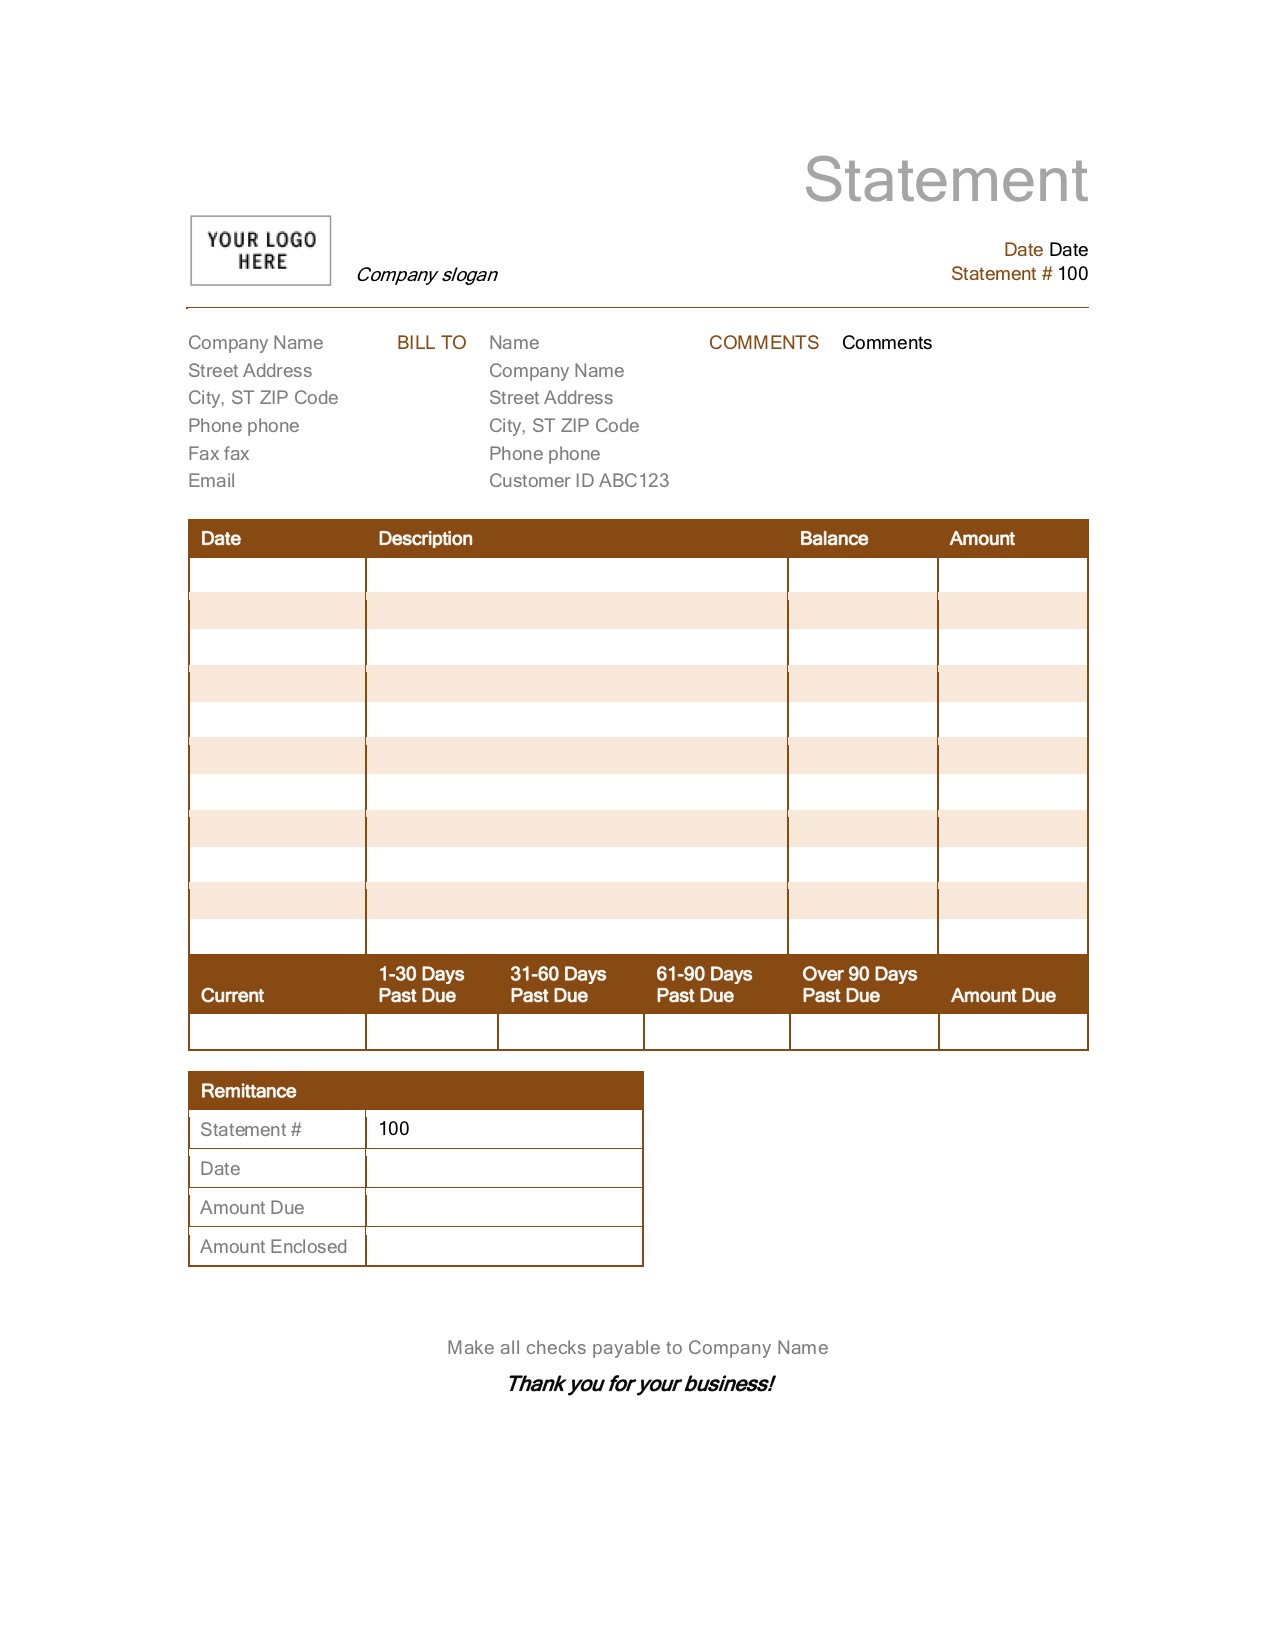 Statement
YOUR LOGO
HERE
Company slogan
Date Date
Statement # 100
Company Name
Street Address
City, ST ZIP Code
Phone phone
Fax fax
Email
BILL TO
Name
Company Name
Street Address
City, ST ZIP Code
Phone phone
Customer ID ABC123
COMMENTS
Comments
Date Description Balance Amount
Current
1-30 Days
Past Due
31-60 Days
Past Due
61-90 Days
Past Due
Over 90 Days
Past Due
Amount Due
Remittance
Statement # 100
Date
Amount Due
Amount Enclosed
Make all checks payable to Company Name
Thank you for your business!